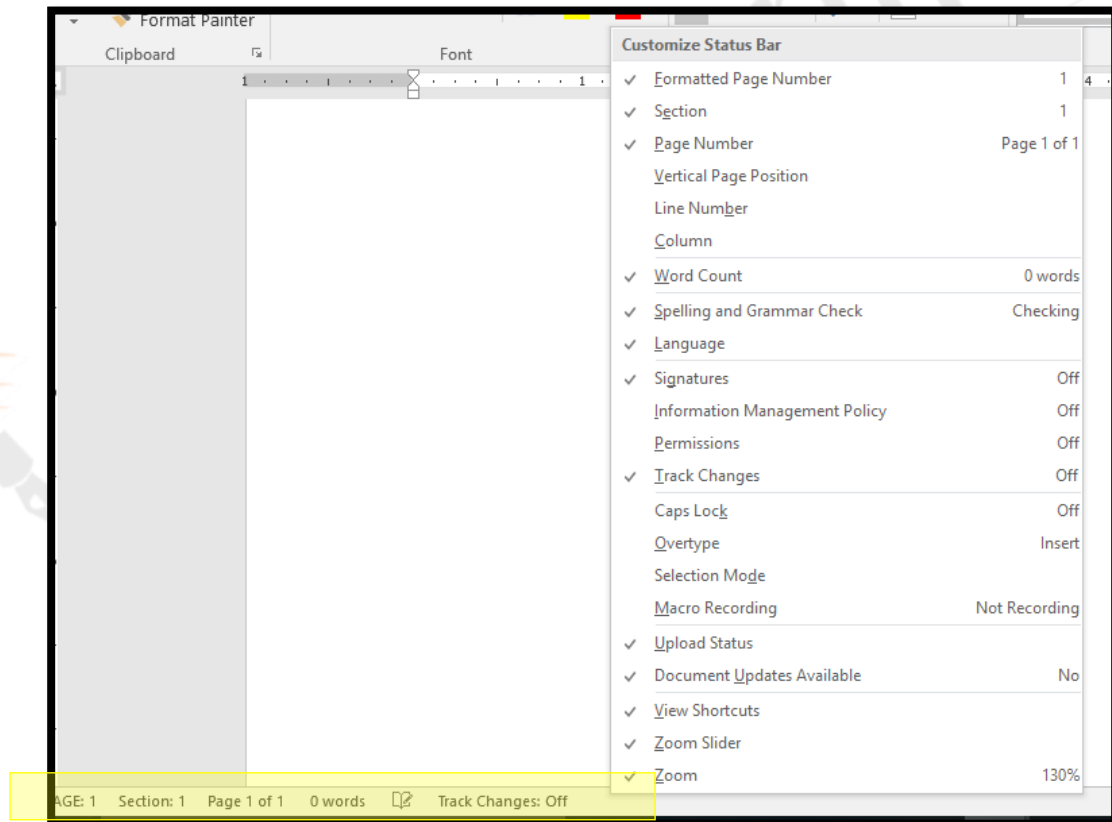 Format Painter
Clipboard
Font
1 1 4
Customize Status Bar
Formatted Page Number 1
Section 1
Page Number Page 1 of 1
Vertical Page Position
Line Number
Column
Word Count 0 words
Spelling and Grammar Check Checking
Language
Signatures Off
Information Management Policy Off
Permissions Off
Track Changes Off
Caps Lock Off
Overtype Insert
Selection Mode
Macro Recording Not Recording
Upload Status
Document Updates Available No
View Shortcuts
Zoom Slider
Zoom 130%
AGE: 1 Section: 1 Page 1 of 1 0 words Track Changes: Off